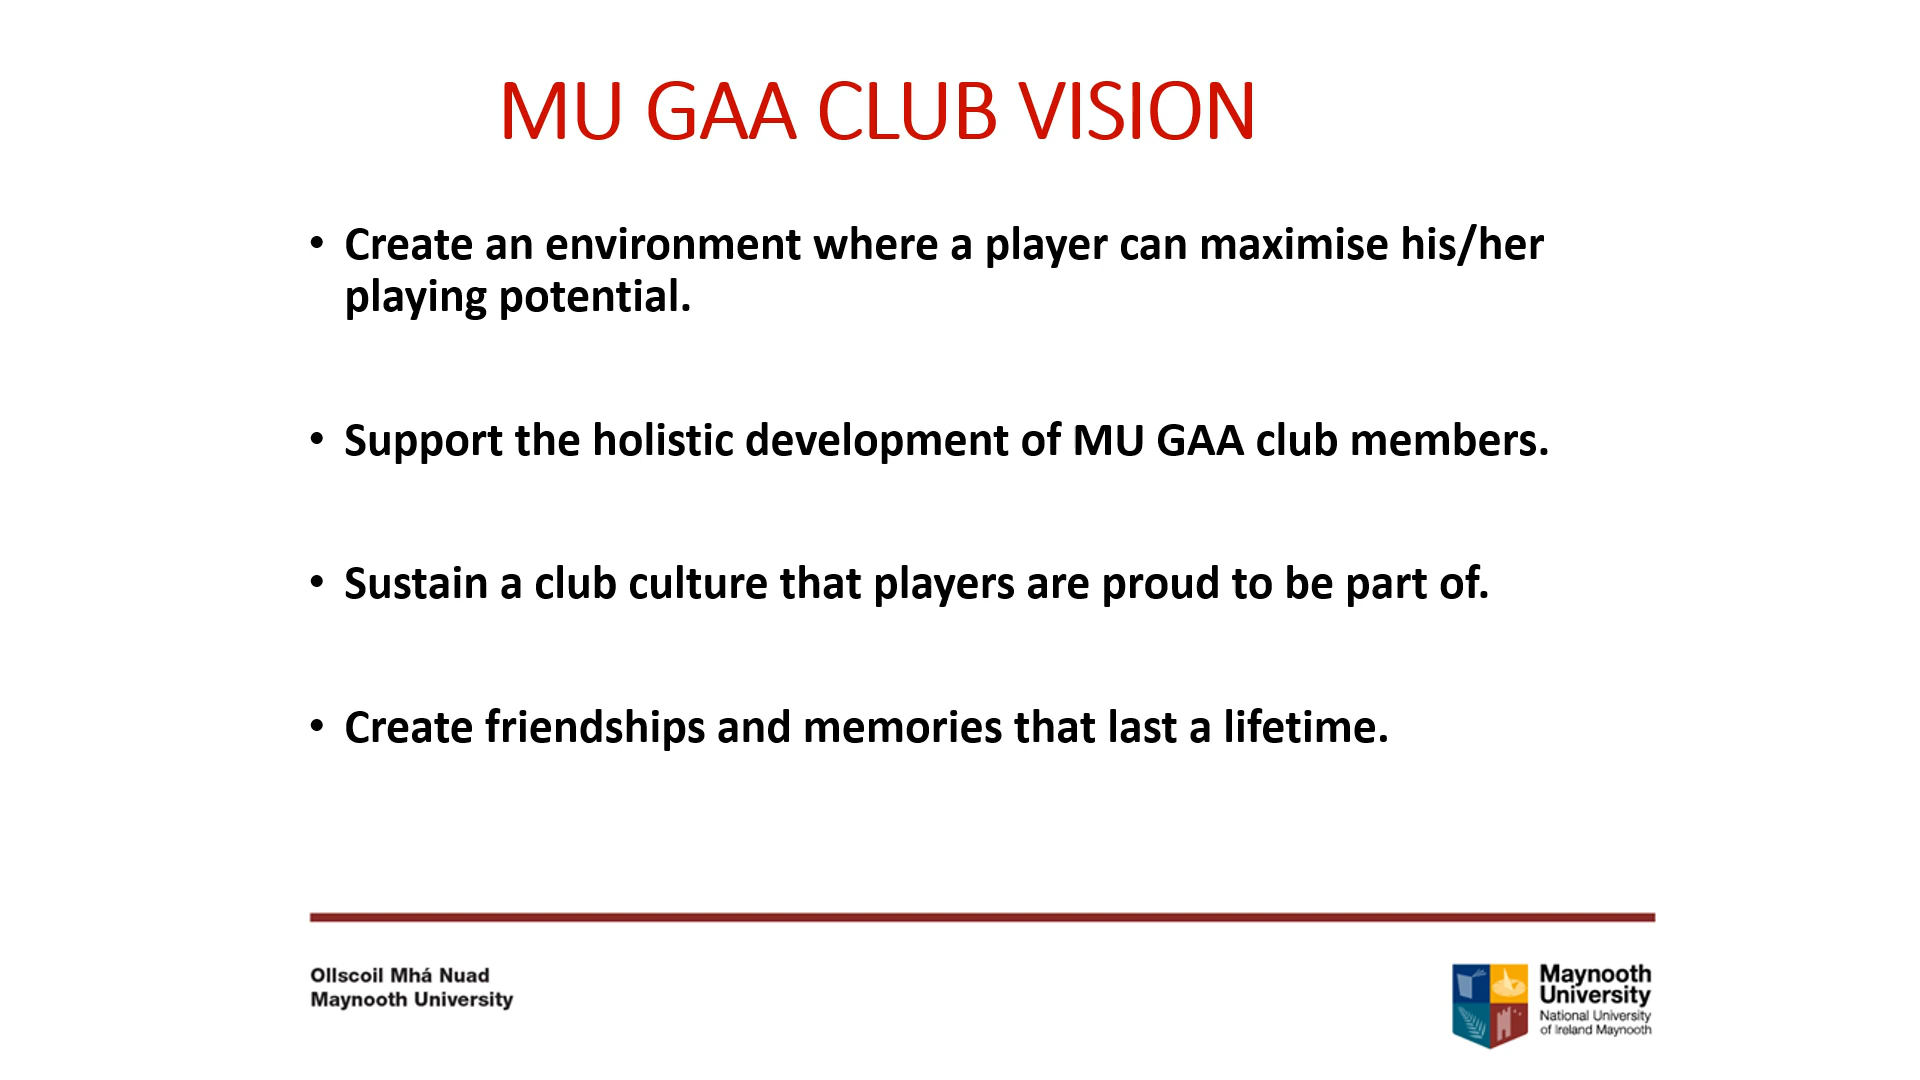 MU GAA CLUB VISION
• Create an environment where a player can maximise his/her
playing potential.
• Support the holistic development of MU GAA club members.
• Sustain a club culture that players are proud to be part of.
• Create friendships and memories that last a lifetime.
Ollscoil Mhá Nuad
Maynooth University
Maynooth
University
National University
of Ireland Maynooth